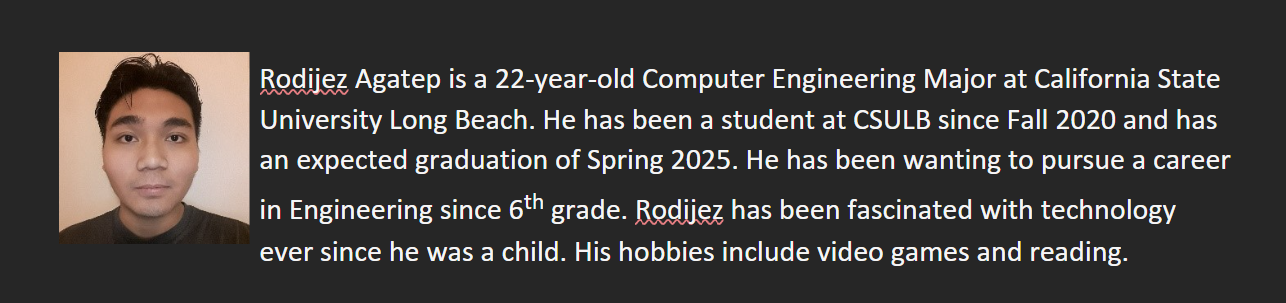 Rodijez Agatep is a 22-year-old Computer Engineering Major at California State
University Long Beach. He has been a student at CSULB since Fall 2020 and has
an expected graduation of Spring 2025. He has been wanting to pursue a career
in Engineering since 6th grade. Rodijez has been fascinated with technology
ever since he was a child. His hobbies include video games and reading.